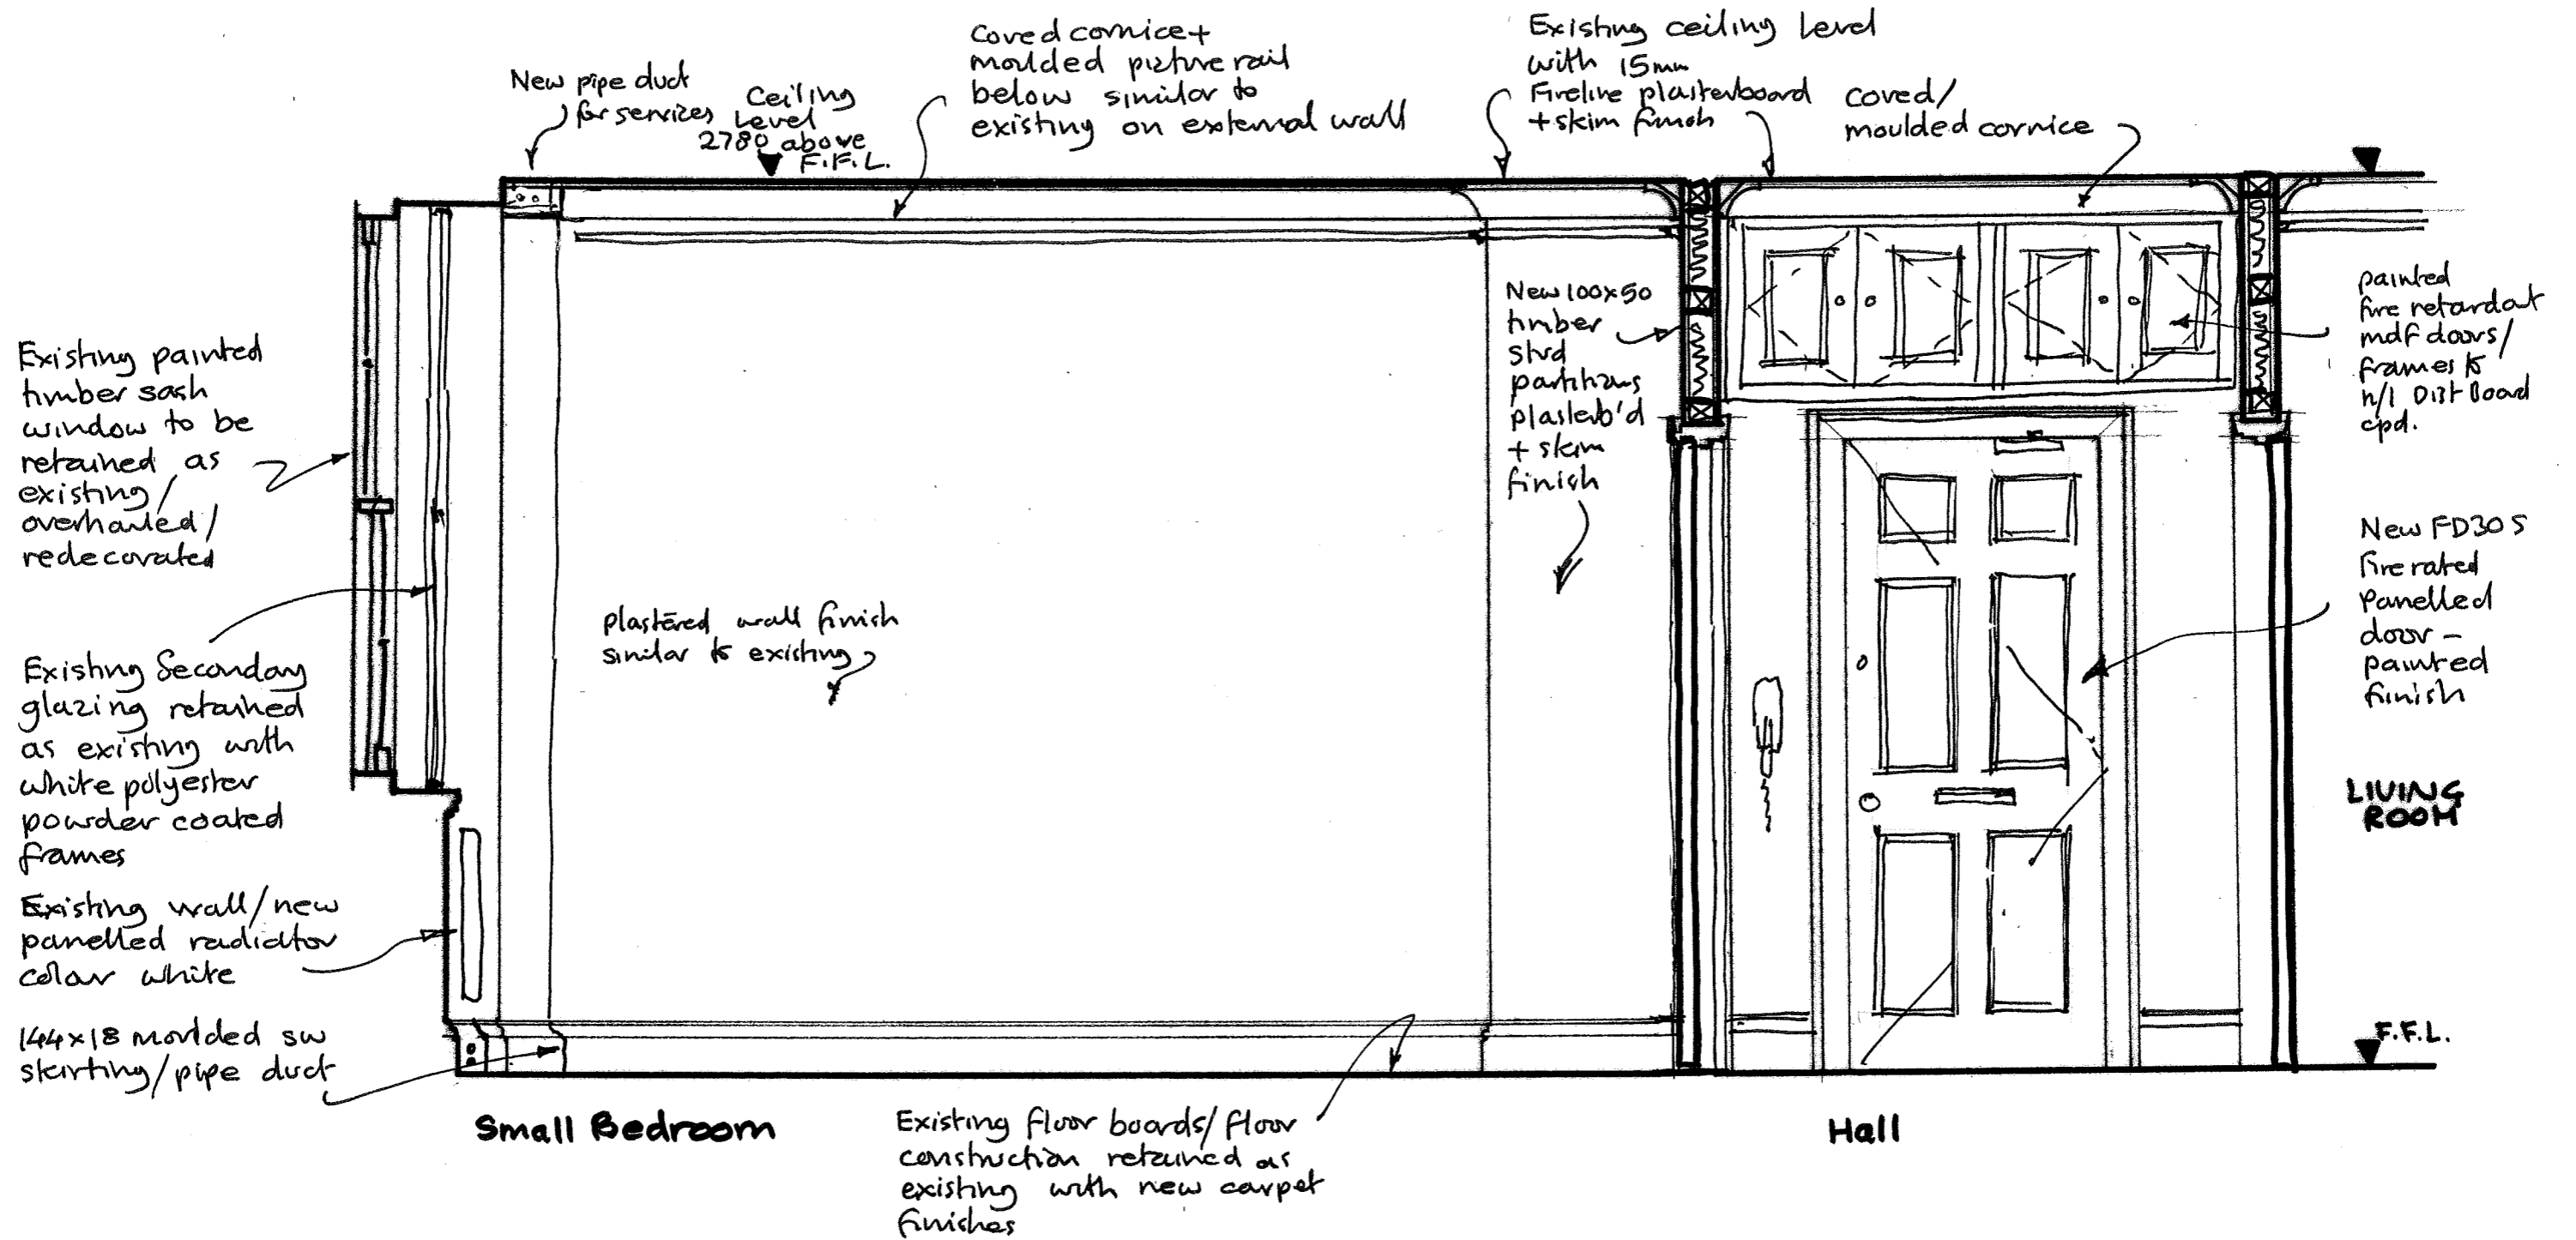 New pipe duct
for services
Ceiling
Level
2780 above
F.F.L.
Coved cornice +
moulded picture rail
below similar to
existing on external wall
Existing ceiling level
with 15mm
Fireline plasterboard
+ skim finish
coved/
moulded cornice
Existing painted
timber sash
window to be
retained as
existing/
overhauled/
redecorated
Existing Secondary
glazing retained
as existing with
white polyester
powder coated
frames
Existing wall/new
panelled radiator
colour white
144x18 moulded sw
skirting/pipe duct
plastered wall finish
similar to existing
New 100x50
timber
stud
partitions
plasterb'd
+ skim
finish
painted
fire retardant
mdf doors/
frames to
h/l Dist Board
cpd.
New FD30S
fire rated
panelled
door -
painted
finish
LIVING
ROOM
F.F.L.
Small Bedroom
Existing floor boards/floor
construction retained as
existing with new carpet
finishes
Hall